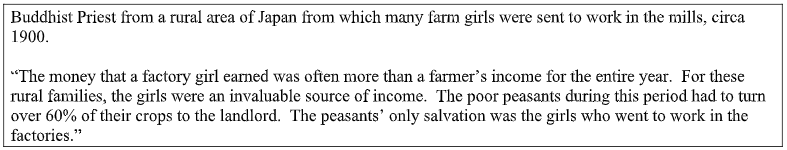 Buddhist Priest from a rural area of Japan from which many farm girls were sent to work in the mills, circa
1900.
“The money that a factory girl earned was often more than a farmer’s income for the entire year.  For these
rural families, the girls were an invaluable source of income.  The poor peasants during this period had to turn
over 60% of their crops to the landlord.  The peasants’ only salvation was the girls who went to work in the
factories.”